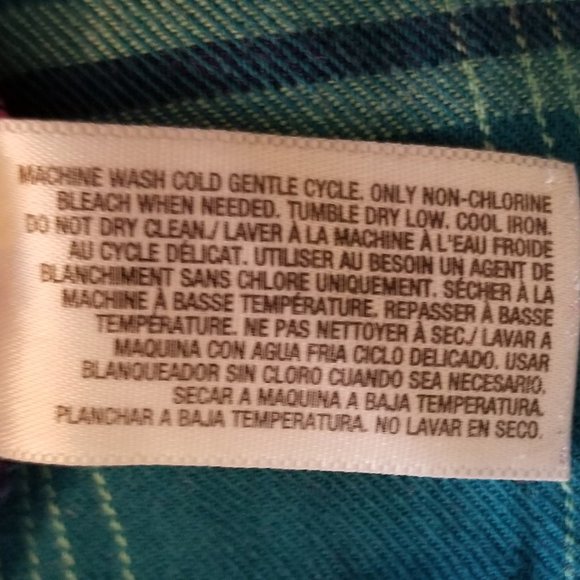 MACHINE WASH COLD GENTLE CYCLE. ONLY NON-CHLORINE
BLEACH WHEN NEEDED. TUMBLE DRY LOW. COOL IRON.
DO NOT DRY CLEAN./ LAVER À LA MACHINE À L'EAU FROIDE
AU CYCLE DÉLICAT. UTILISER AU BESOIN UN AGENT DE
BLANCHIMENT SANS CHLORE UNIQUEMENT. SÉCHER À LA
MACHINE À BASSE TEMPÉRATURE. REPASSER À BASSE
TEMPÉRATURE. NE PAS NETTOYER À SEC./ LAVAR A
MAQUINA CON AGUA FRIA CICLO DELICADO. USAR
BLANQUEADOR SIN CLORO CUANDO SEA NECESARIO.
SECAR A MAQUINA A BAJA TEMPERATURA.
PLANCHAR A BAJA TEMPERATURA. NO LAVAR EN SECO.